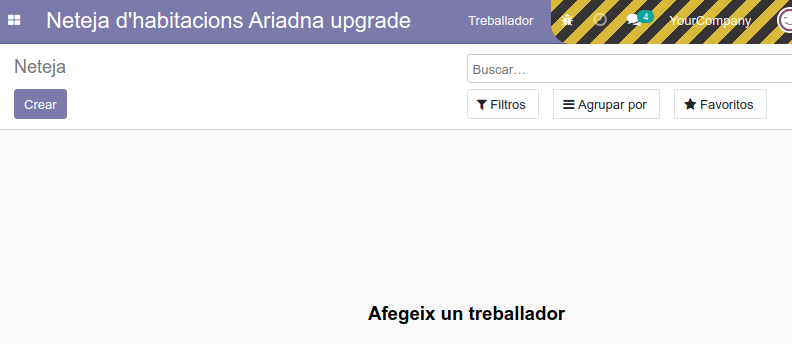 Neteja d'habitacions Ariadna upgrade Treballador 4 YourCompany
Neteja Buscar…
Crear Filtros Agrupar por Favoritos
Afegeix un treballador